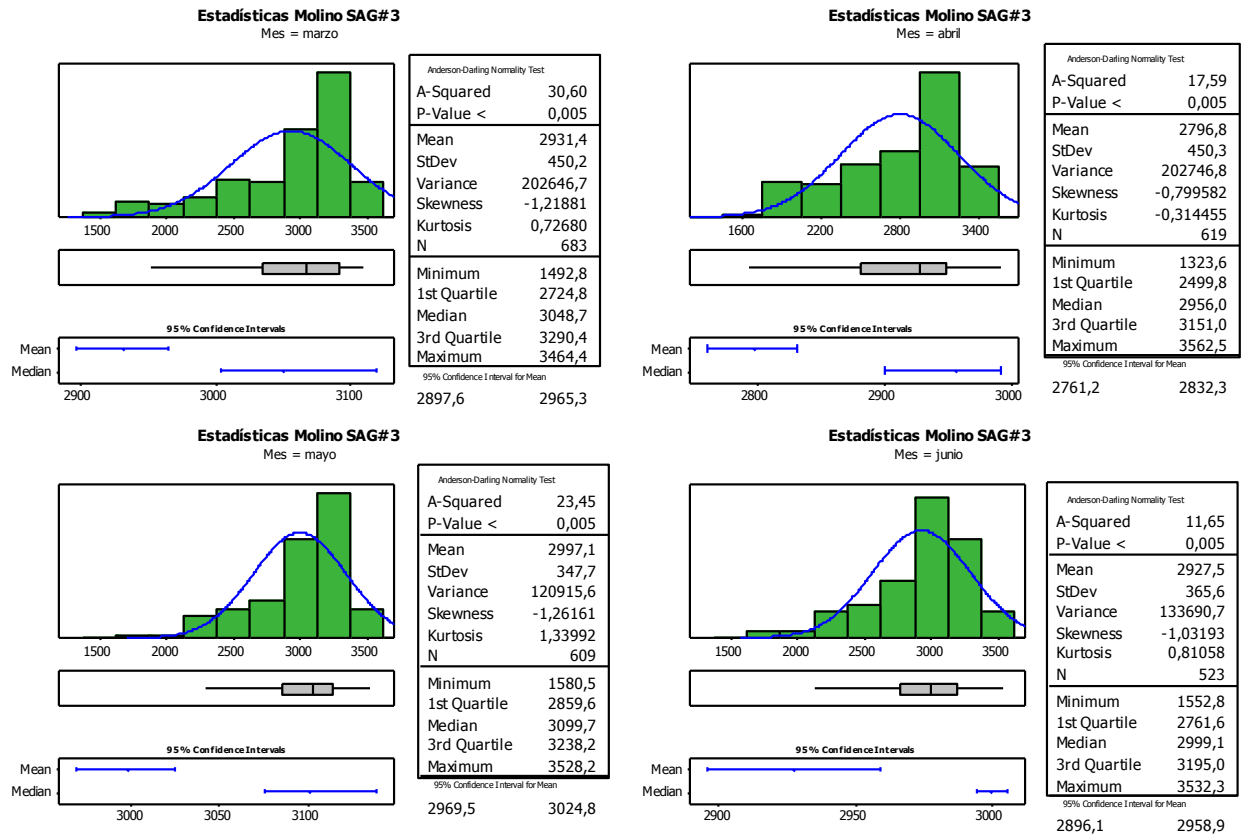 Estadísticas Molino SAG#3
Mes = marzo
1500 2000 2500 3000 3500
95% Confidence Intervals
Mean
Median
2900 3000 3100
Anderson-Darling Normality Test
A-Squared 30,60
P-Value < 0,005
Mean 2931,4
StDev 450,2
Variance 202646,7
Skewness -1,21881
Kurtosis 0,72680
N 683
Minimum 1492,8
1st Quartile 2724,8
Median 3048,7
3rd Quartile 3290,4
Maximum 3464,4
95% Confidence Interval for Mean
2897,6 2965,3
Estadísticas Molino SAG#3
Mes = abril
1600 2200 2800 3400
95% Confidence Intervals
Mean
Median
2800 2900 3000
Anderson-Darling Normality Test
A-Squared 17,59
P-Value < 0,005
Mean 2796,8
StDev 450,3
Variance 202746,8
Skewness -0,799582
Kurtosis -0,314455
N 619
Minimum 1323,6
1st Quartile 2499,8
Median 2956,0
3rd Quartile 3151,0
Maximum 3562,5
95% Confidence Interval for Mean
2761,2 2832,3
Estadísticas Molino SAG#3
Mes = mayo
1500 2000 2500 3000 3500
95% Confidence Intervals
Mean
Median
3000 3050 3100
Anderson-Darling Normality Test
A-Squared 23,45
P-Value < 0,005
Mean 2997,1
StDev 347,7
Variance 120915,6
Skewness -1,26161
Kurtosis 1,33992
N 609
Minimum 1580,5
1st Quartile 2859,6
Median 3099,7
3rd Quartile 3238,2
Maximum 3528,2
95% Confidence Interval for Mean
2969,5 3024,8
Estadísticas Molino SAG#3
Mes = junio
1500 2000 2500 3000 3500
95% Confidence Intervals
Mean
Median
2900 2950 3000
Anderson-Darling Normality Test
A-Squared 11,65
P-Value < 0,005
Mean 2927,5
StDev 365,6
Variance 133690,7
Skewness -1,03193
Kurtosis 0,81058
N 523
Minimum 1552,8
1st Quartile 2761,6
Median 2999,1
3rd Quartile 3195,0
Maximum 3532,3
95% Confidence Interval for Mean
2896,1 2958,9